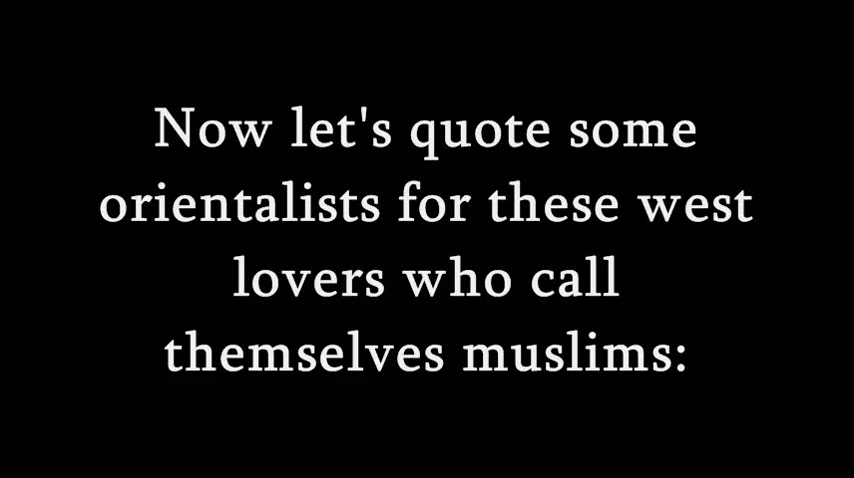 Now let's quote some
orientalists for these west
lovers who call
themselves muslims: